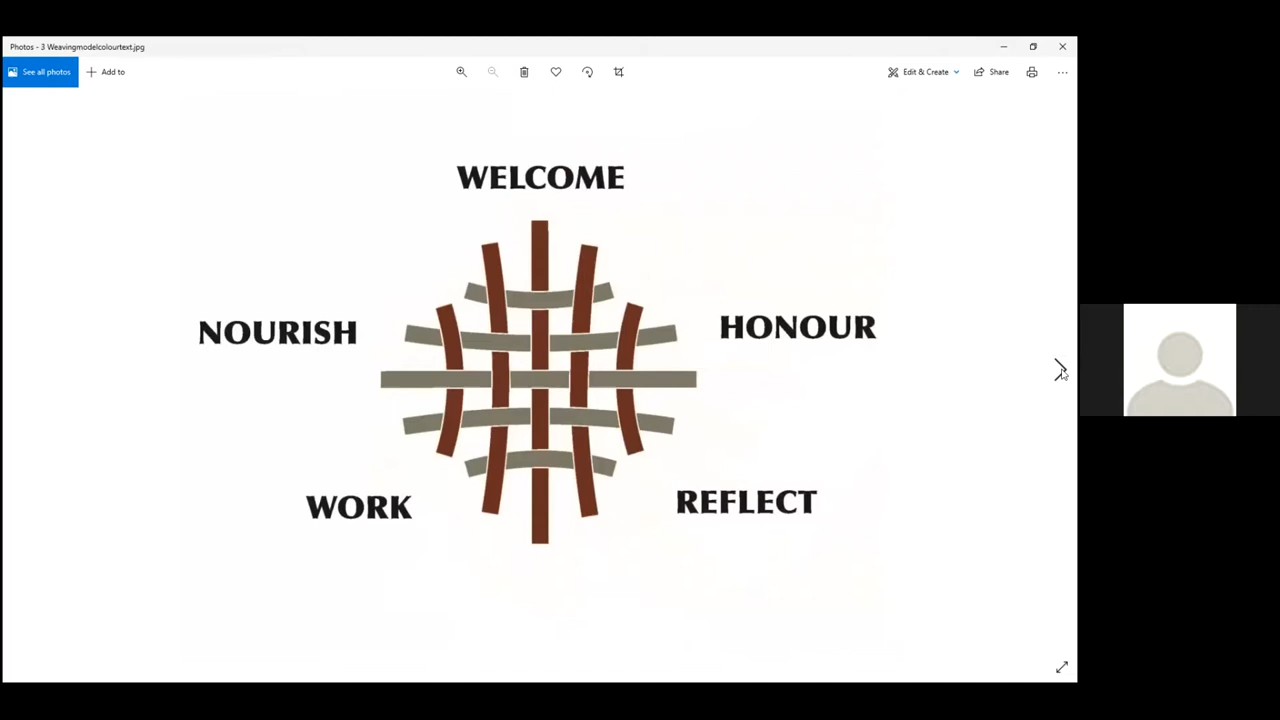 Photos - 3 Weavingmodelcolourtext.jpg
See all photos
Add to
Edit & Create
Share
WELCOME
NOURISH
HONOUR
WORK
REFLECT